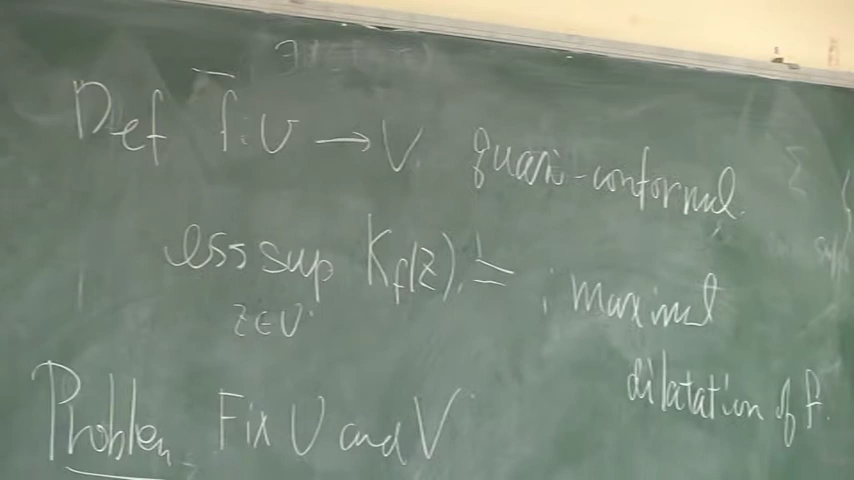 Def f: U → V quasi-conformal.
ess sup K_f(z) = ; maximal
z∈U
dilatation of f.
Problem Fix U and V